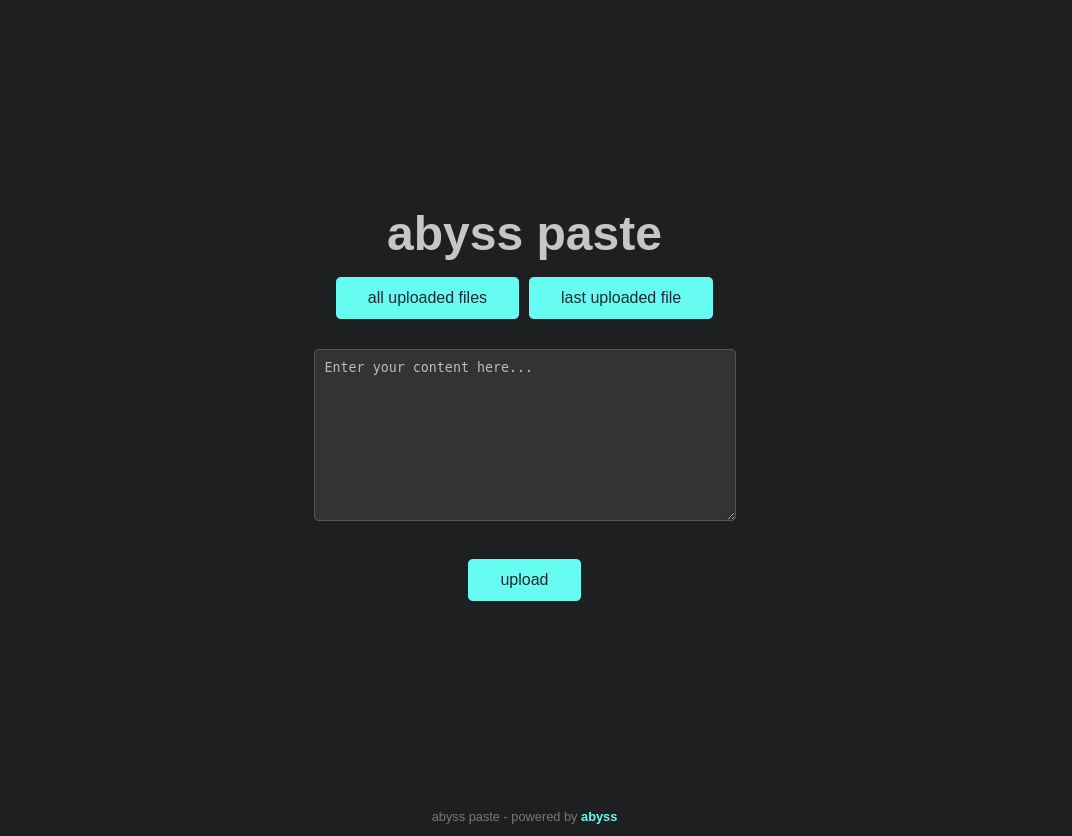 abyss paste
all uploaded files last uploaded file
Enter your content here...
upload
abyss paste - powered by abyss